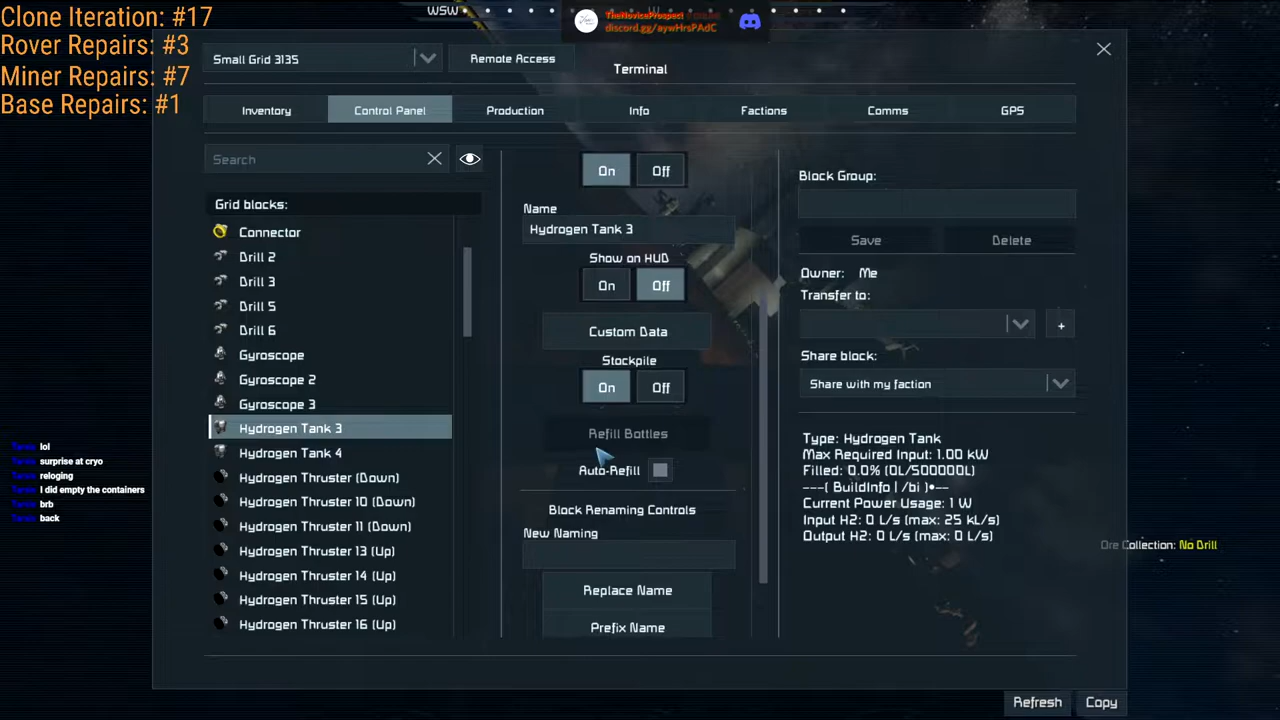 Clone Iteration: #17
Rover Repairs: #3
Miner Repairs: #7
Base Repairs: #1
WSW
W
TheNoviceProspect
discord.gg/aywHrsPAdC
Small Grid 3135
Remote Access
Terminal
Inventory
Control Panel
Production
Info
Factions
Comms
GPS
Search
Grid blocks:
Connector
Drill 2
Drill 3
Drill 5
Drill 6
Gyroscope
Gyroscope 2
Gyroscope 3
Hydrogen Tank 3
Hydrogen Tank 4
Hydrogen Thruster (Down)
Hydrogen Thruster 10 (Down)
Hydrogen Thruster 11 (Down)
Hydrogen Thruster 13 (Up)
Hydrogen Thruster 14 (Up)
Hydrogen Thruster 15 (Up)
Hydrogen Thruster 16 (Up)
On Off
Name
Hydrogen Tank 3
Show on HUD
On Off
Custom Data
Stockpile
On Off
Refill Bottles
Auto-Refill
Block Renaming Controls
New Naming
Replace Name
Prefix Name
Block Group:
Save Delete
Owner: Me
Transfer to:
+
Share block:
Share with my faction
Type: Hydrogen Tank
Max Required Input: 1.00 kW
Filled: 0.0% (0L/500000L)
---( BuildInfo | /bi )•--
Current Power Usage: 1 W
Input H2: 0 L/s (max: 25 kL/s)
Output H2: 0 L/s (max: 0 L/s)
Ore Collection: No Drill
lol
surprise at cryo
reloging
I did empty the containers
brb
back
Refresh Copy